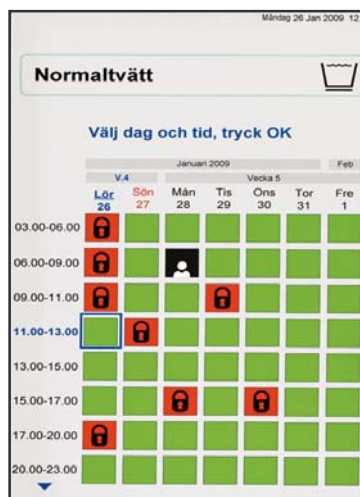 Måndag 26 Jan 2009 12
Normaltvätt
Välj dag och tid, tryck OK
Januari 2009 Feb
V.4 Vecka 5
Lör Sön Mån Tis Ons Tor Fre
26 27 28 29 30 31 1
03.00-06.00
06.00-09.00
09.00-11.00
11.00-13.00
13.00-15.00
15.00-17.00
17.00-20.00
20.00-23.00